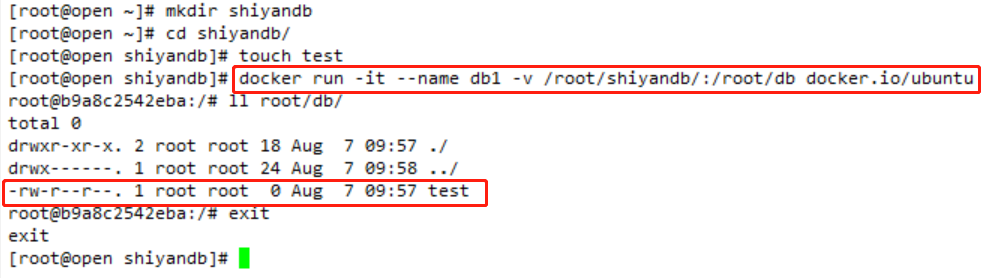 [root@open ~]# mkdir shiyandb
[root@open ~]# cd shiyandb/
[root@open shiyandb]# touch test
[root@open shiyandb]# docker run -it --name db1 -v /root/shiyandb/:/root/db docker.io/ubuntu
root@b9a8c2542eba:/# ll root/db/
total 0
drwxr-xr-x. 2 root root 18 Aug  7 09:57 ./
drwx------. 1 root root 24 Aug  7 09:58 ../
-rw-r--r--. 1 root root  0 Aug  7 09:57 test
root@b9a8c2542eba:/# exit
exit
[root@open shiyandb]#